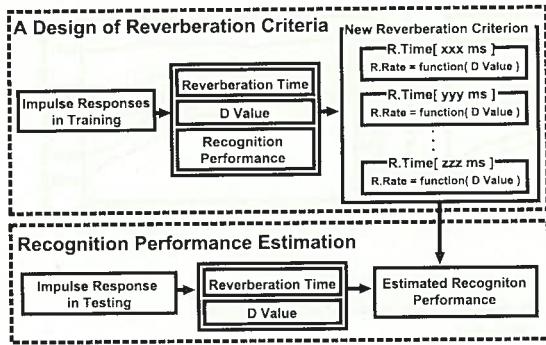 A Design of Reverberation Criteria
Impulse Responses
in Training
Reverberation Time
D Value
Recognition
Performance
New Reverberation Criterion
R.Time[ xxx ms ]
R.Rate = function( D Value )
R.Time[ yyy ms ]
R.Rate = function( D Value )
R.Time[ zzz ms ]
R.Rate = function( D Value )
Recognition Performance Estimation
Impulse Response
in Testing
Reverberation Time
D Value
Estimated Recogniton
Performance